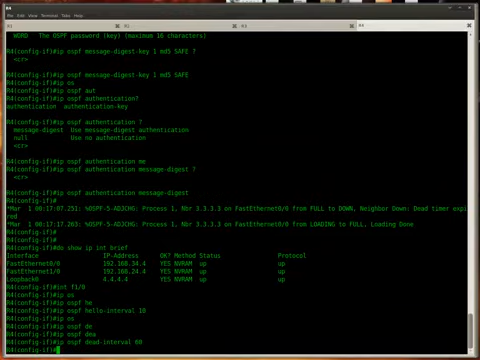 R4
File Edit View Terminal Tabs Help
R4
WORD The OSPF password (key) (maximum 16 characters)
R4(config-if)#ip ospf message-digest-key 1 md5 SAFE ?
<cr>
R4(config-if)#ip ospf message-digest-key 1 md5 SAFE
R4(config-if)#ip os
R4(config-if)#ip ospf aut
R4(config-if)#ip ospf authentication?
authentication authentication-key
R4(config-if)#ip ospf authentication ?
message-digest Use message-digest authentication
null Use no authentication
<cr>
R4(config-if)#ip ospf authentication me
R4(config-if)#ip ospf authentication message-digest ?
<cr>
R4(config-if)#ip ospf authentication message-digest
R4(config-if)#
*Mar 1 00:17:07.251: %OSPF-5-ADJCHG: Process 1, Nbr 3.3.3.3 on FastEthernet0/0 from FULL to DOWN, Neighbor Down: Dead timer expi
red
*Mar 1 00:17:17.263: %OSPF-5-ADJCHG: Process 1, Nbr 3.3.3.3 on FastEthernet0/0 from LOADING to FULL, Loading Done
R4(config-if)#
R4(config-if)#
R4(config-if)#do show ip int brief
Interface IP-Address OK? Method Status Protocol
FastEthernet0/0 192.168.34.4 YES NVRAM up up
FastEthernet1/0 192.168.24.4 YES NVRAM up up
Loopback0 4.4.4.4 YES NVRAM up up
R4(config-if)#int f1/0
R4(config-if)#ip os
R4(config-if)#ip ospf he
R4(config-if)#ip ospf hello-interval 10
R4(config-if)#ip os
R4(config-if)#ip ospf de
R4(config-if)#ip ospf dea
R4(config-if)#ip ospf dead-interval 60
R4(config-if)#